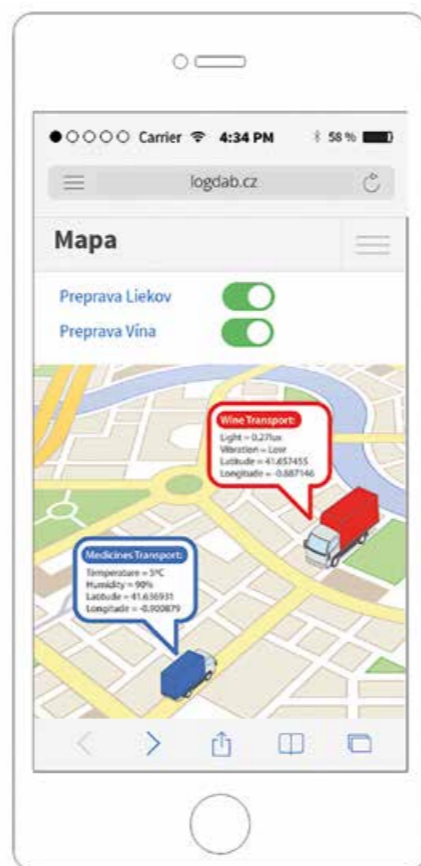 Carrier 4:34 PM 58 %
logdab.cz
Mapa
Preprava Liekov
Preprava Vína
Wine Transport:
Light = 0.27lux
Vibration = Low
Latitude = 41.657455
Longitude = -0.887146
Medicines Transport:
Temperature = 5ºC
Humidity = 90%
Latitude = 41.636931
Longitude = -0.900879